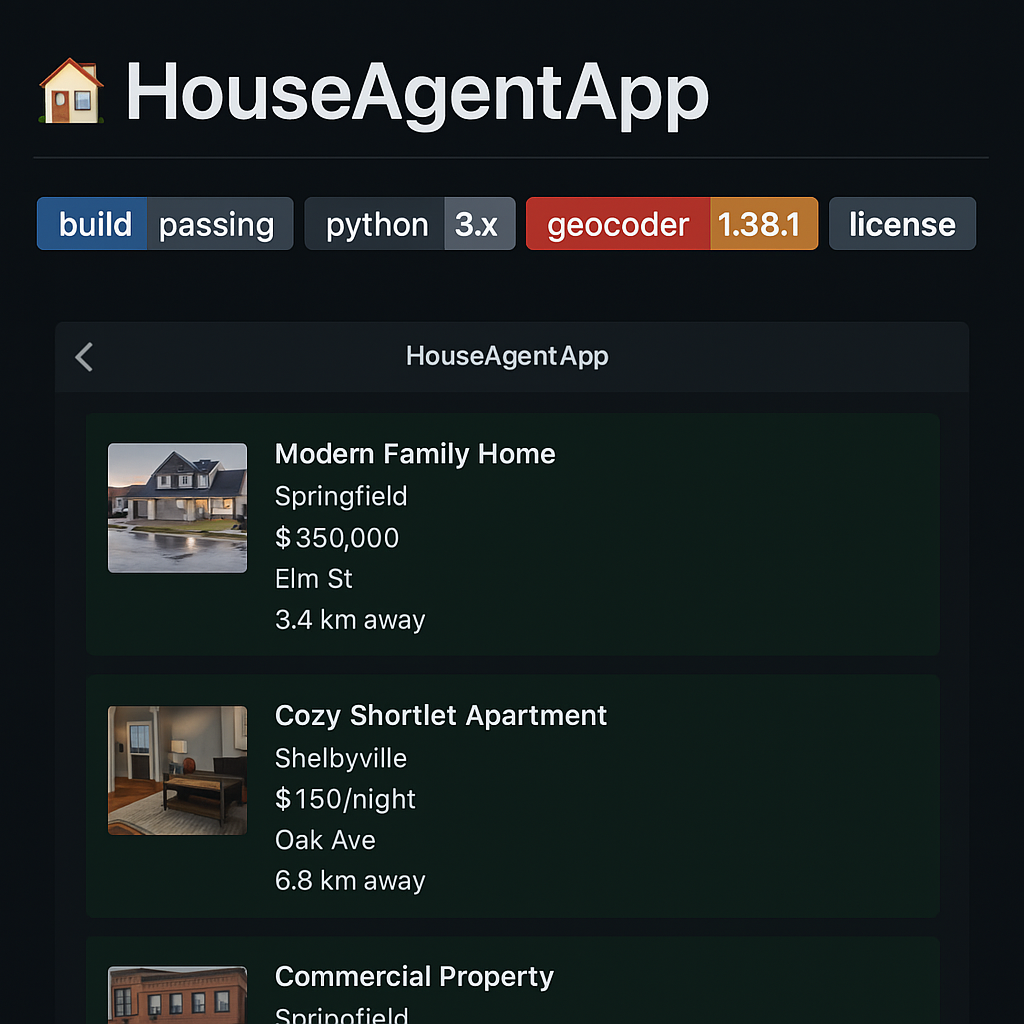 HouseAgentApp
build passing python 3.x geocoder 1.38.1 license
HouseAgentApp
Modern Family Home
Springfield
$350,000
Elm St
3.4 km away
Cozy Shortlet Apartment
Shelbyville
$150/night
Oak Ave
6.8 km away
Commercial Property
Springfield